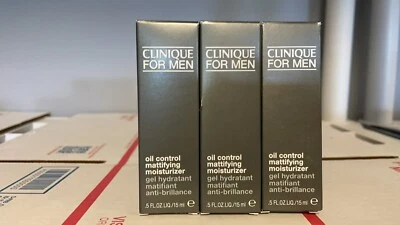 CLINIQUE
FOR MEN
oil control
mattifying
moisturizer
gel hydratant
matifiant
anti-brillance
.5 FL.OZ.LIQ./15 ml e
CLINIQUE
FOR MEN
oil control
mattifying
moisturizer
gel hydratant
matifiant
anti-brillance
.5 FL.OZ.LIQ./15 ml e
CLINIQUE
FOR MEN
oil control
mattifying
moisturizer
gel hydratant
matifiant
anti-brillance
.5 FL.OZ.LIQ./15 ml e